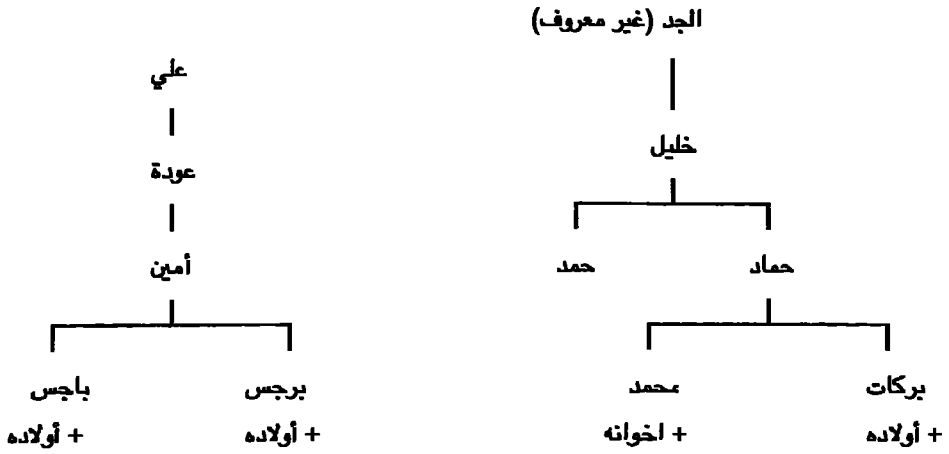 الجد (غير معروف)
خليل
حماد
حمد
بركات
+ أولاده
محمد
+ اخوانه
علي
عودة
أمين
برجس
+ أولاده
باجس
+ أولاده